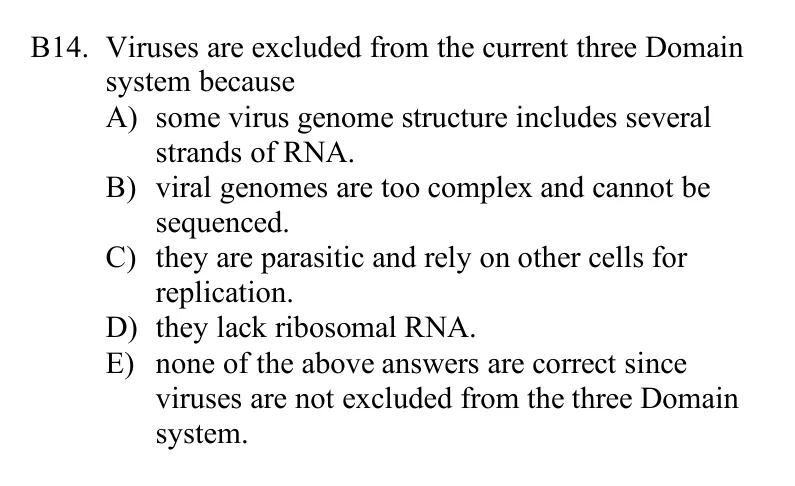 B14. Viruses are excluded from the current three Domain
system because
A) some virus genome structure includes several
strands of RNA.
B) viral genomes are too complex and cannot be
sequenced.
C) they are parasitic and rely on other cells for
replication.
D) they lack ribosomal RNA.
E) none of the above answers are correct since
viruses are not excluded from the three Domain
system.